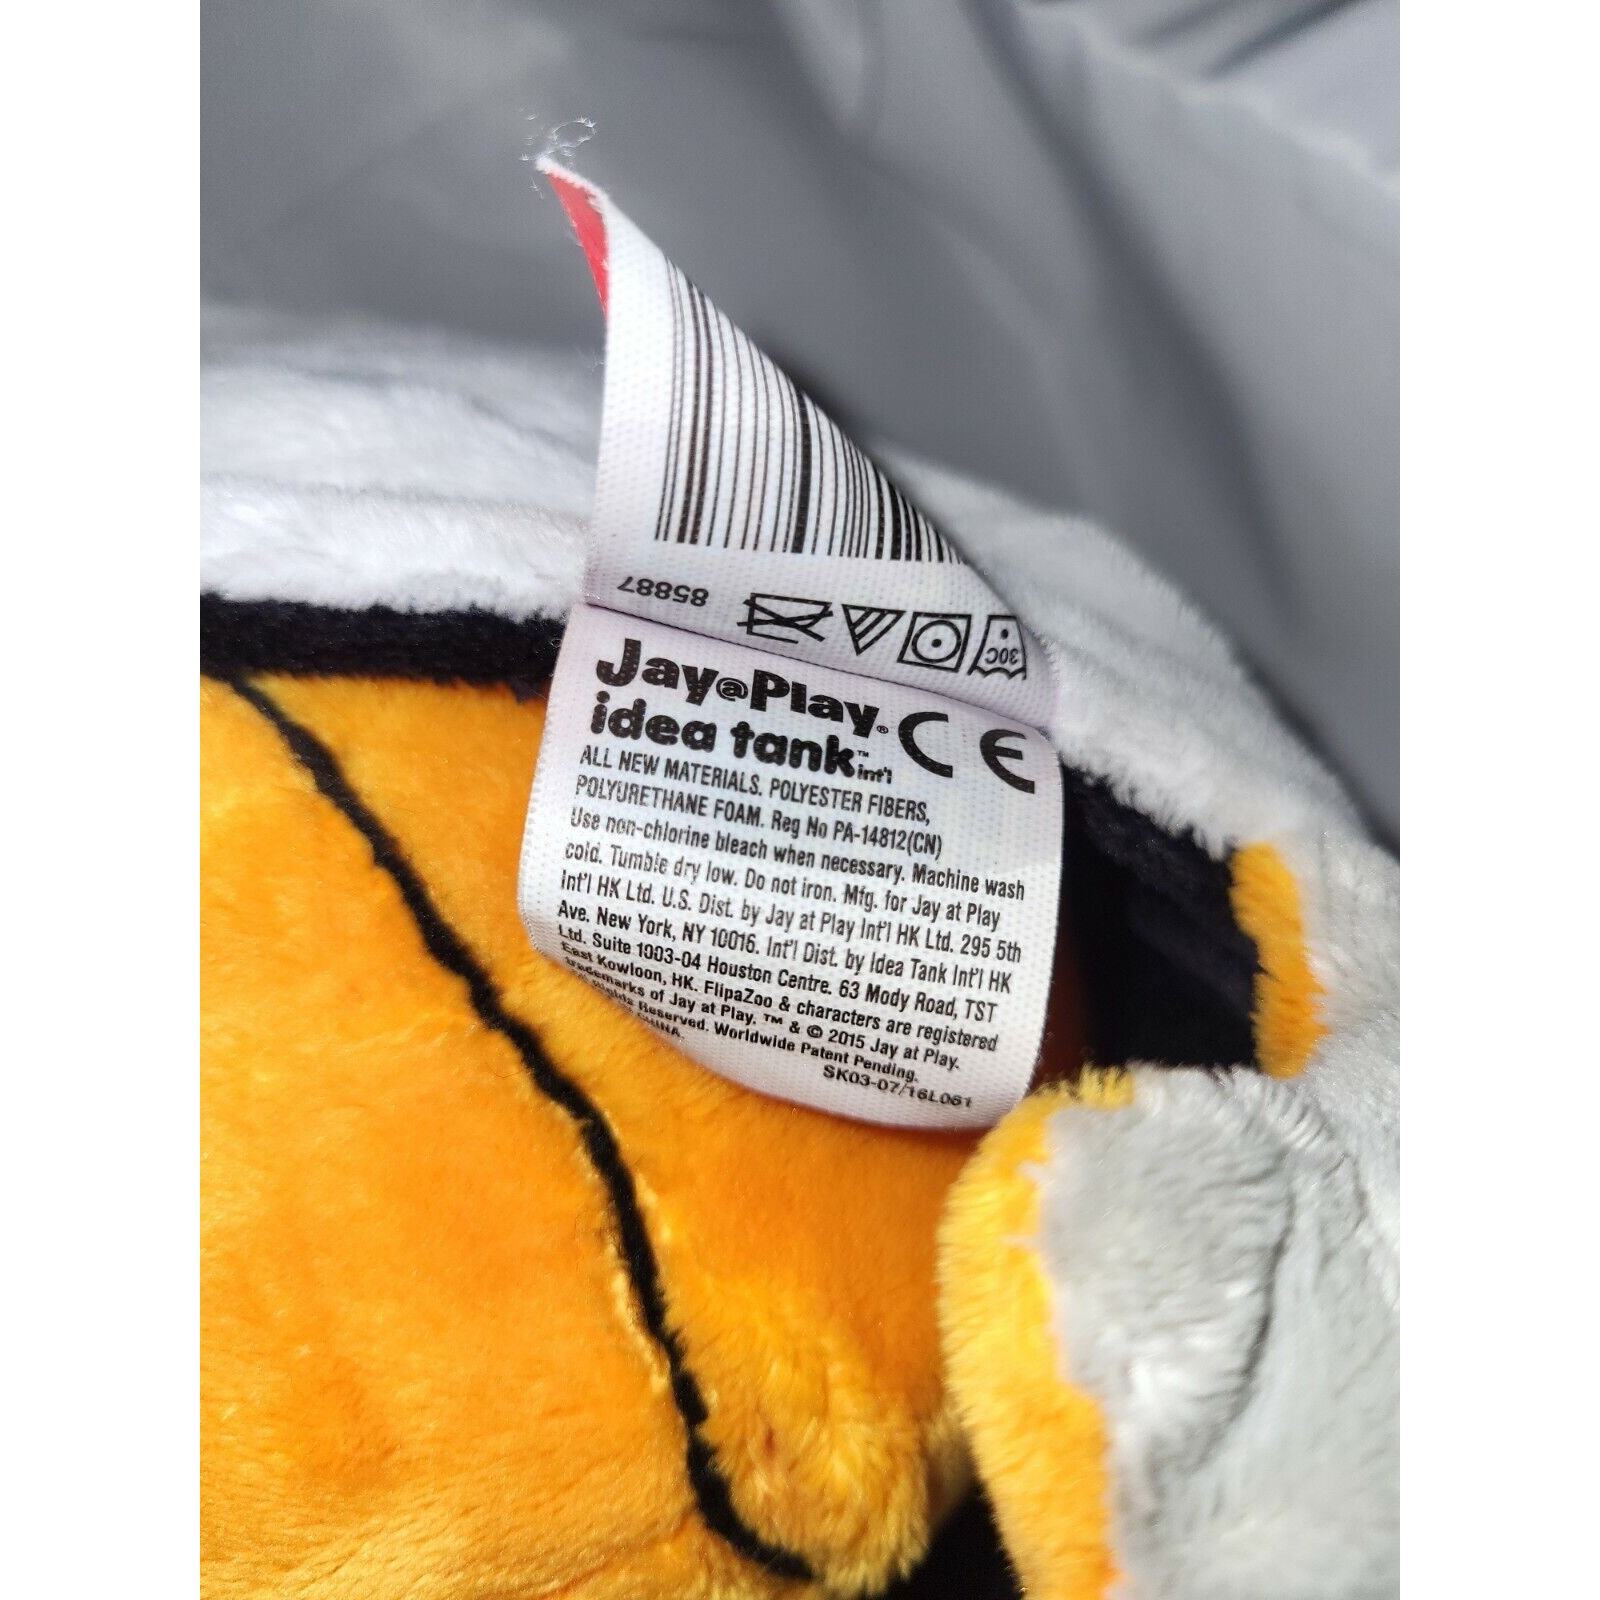 85887
30C
Jay@Play®
idea tank™ int'l
CE
ALL NEW MATERIALS. POLYESTER FIBERS,
POLYURETHANE FOAM. Reg No PA-14812(CN)
Use non-chlorine bleach when necessary. Machine wash
cold. Tumble dry low. Do not iron. Mfg. for Jay at Play
Int'l HK Ltd. U.S. Dist. by Jay at Play Int'l HK Ltd. 295 5th
Ave. New York, NY 10016. Int'l Dist. by Idea Tank Int'l HK
Ltd. Suite 1003-04 Houston Centre. 63 Mody Road, TST
East Kowloon, HK. FlipaZoo & characters are registered
trademarks of Jay at Play. ™ & © 2015 Jay at Play.
Rights Reserved. Worldwide Patent Pending.
CHINA
SK03-07/16L061